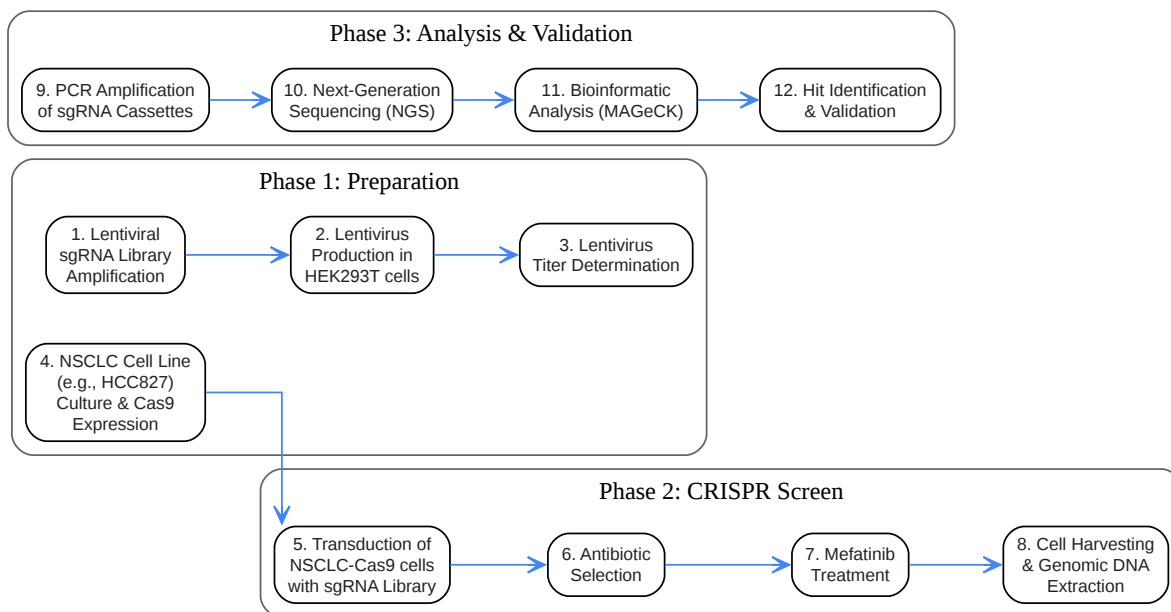 Phase 3: Analysis & Validation
9. PCR Amplification
of sgRNA Cassettes
10. Next-Generation
Sequencing (NGS)
11. Bioinformatic
Analysis (MAGeCK)
12. Hit Identification
& Validation
Phase 1: Preparation
1. Lentiviral
sgRNA Library
Amplification
2. Lentivirus
Production in
HEK293T cells
3. Lentivirus
Titer Determination
4. NSCLC Cell Line
(e.g., HCC827)
Culture & Cas9
Expression
Phase 2: CRISPR Screen
5. Transduction of
NSCLC-Cas9 cells
with sgRNA Library
6. Antibiotic
Selection
7. Mefatinib
Treatment
8. Cell Harvesting
& Genomic DNA
Extraction